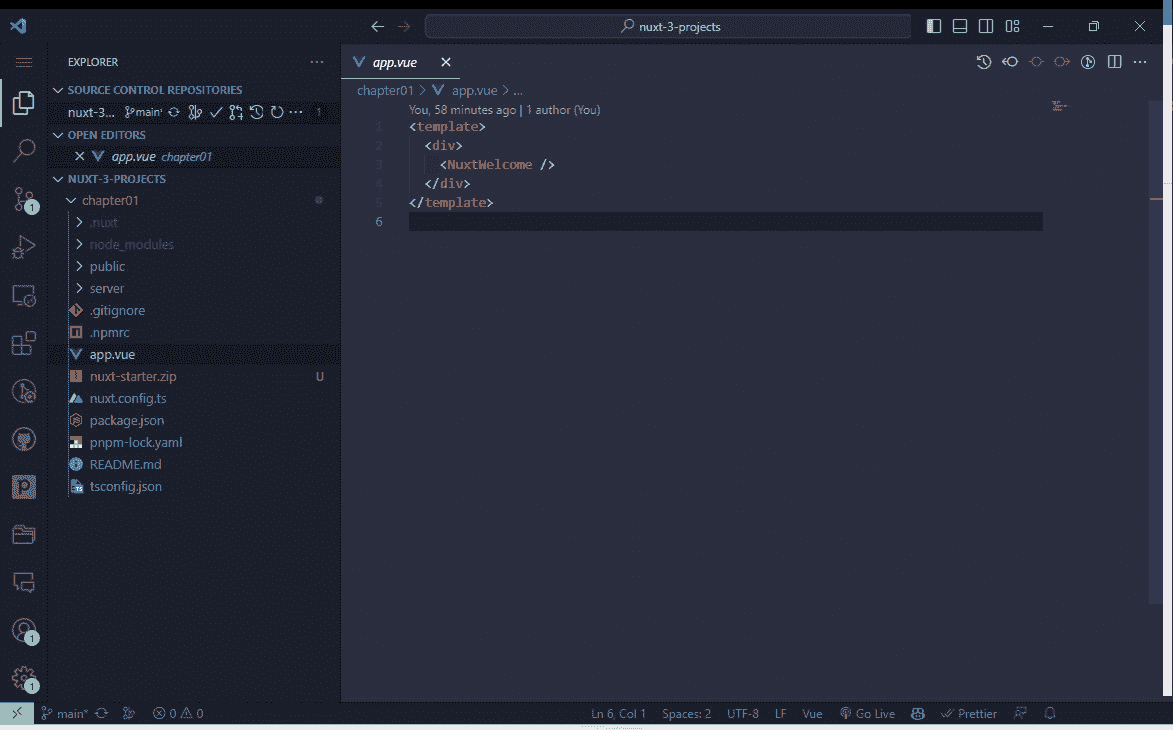 nuxt-3-projects
EXPLORER
SOURCE CONTROL REPOSITORIES
nuxt-3... main* 1
OPEN EDITORS
app.vue chapter01
NUXT-3-PROJECTS
chapter01
.nuxt
node_modules
public
server
.gitignore
.npmrc
app.vue
nuxt-starter.zip U
nuxt.config.ts
package.json
pnpm-lock.yaml
README.md
tsconfig.json
1
1
1
app.vue
chapter01 > app.vue > ...
You, 58 minutes ago | 1 author (You)
1 <template>
2 <div>
3 <NuxtWelcome />
4 </div>
5 </template>
6
main* 0 0 Ln 6, Col 1 Spaces: 2 UTF-8 LF Vue Go Live Prettier